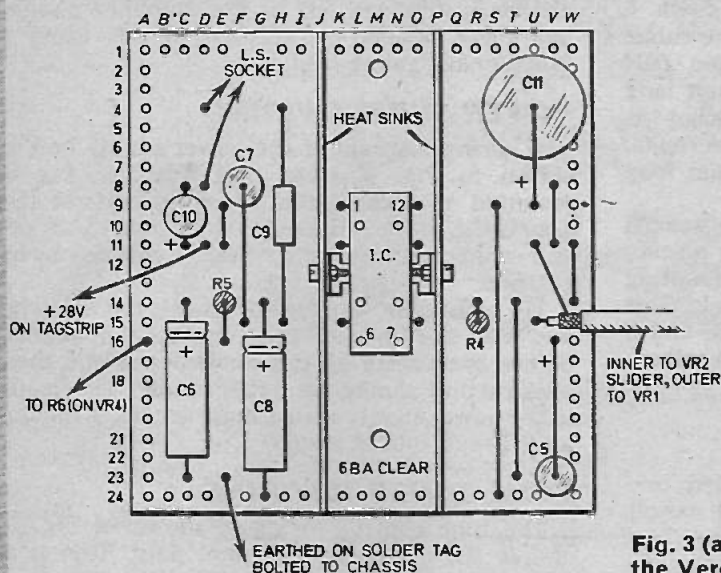 A B C D E F G H I J K L M N O P Q R S T U V W
1
2
3
4
5
6
7
8
9
10
11
12
14
15
16
18
19
21
22
23
24
L.S.
SOCKET
HEAT SINKS
C11
C7
+
C10
+
C9
1 12
I.C.
6 7
+28V
ON TAGSTRIP
R5
R4
TO R6 (ON VR4)
+
C6
+
C8
INNER TO VR2
SLIDER, OUTER
TO VR1
+
C5
6BA CLEAR
EARTHED ON SOLDER TAG
BOLTED TO CHASSIS
Fig. 3 (a
the Verc